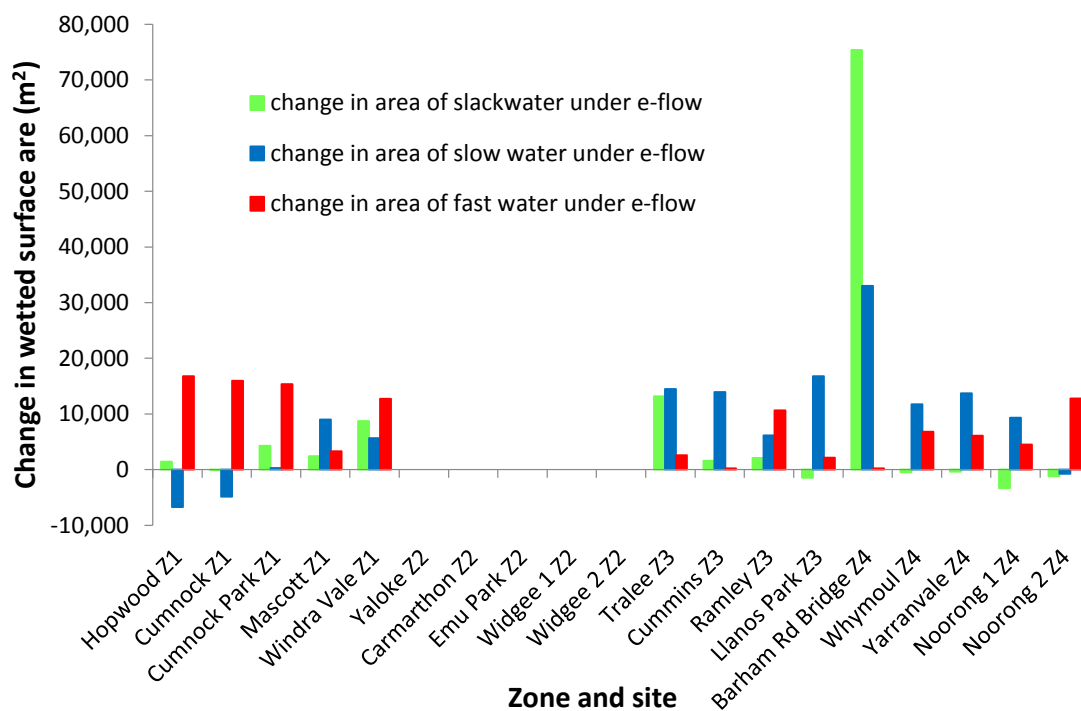 80,000
70,000
60,000
50,000
40,000
30,000
20,000
10,000
0
-10,000
Change in wetted surface are (m²)
change in area of slackwater under e-flow
change in area of slow water under e-flow
change in area of fast water under e-flow
Hopwood Z1
Cumnock Z1
Cumnock Park Z1
Mascott Z1
Windra Vale Z1
Yaloke Z2
Carmarthon Z2
Emu Park Z2
Widgee 1 Z2
Widgee 2 Z2
Tralee Z3
Cummins Z3
Ramley Z3
Llanos Park Z3
Barham Rd Bridge Z4
Whymoul Z4
Yarranvale Z4
Noorong 1 Z4
Noorong 2 Z4
Zone and site